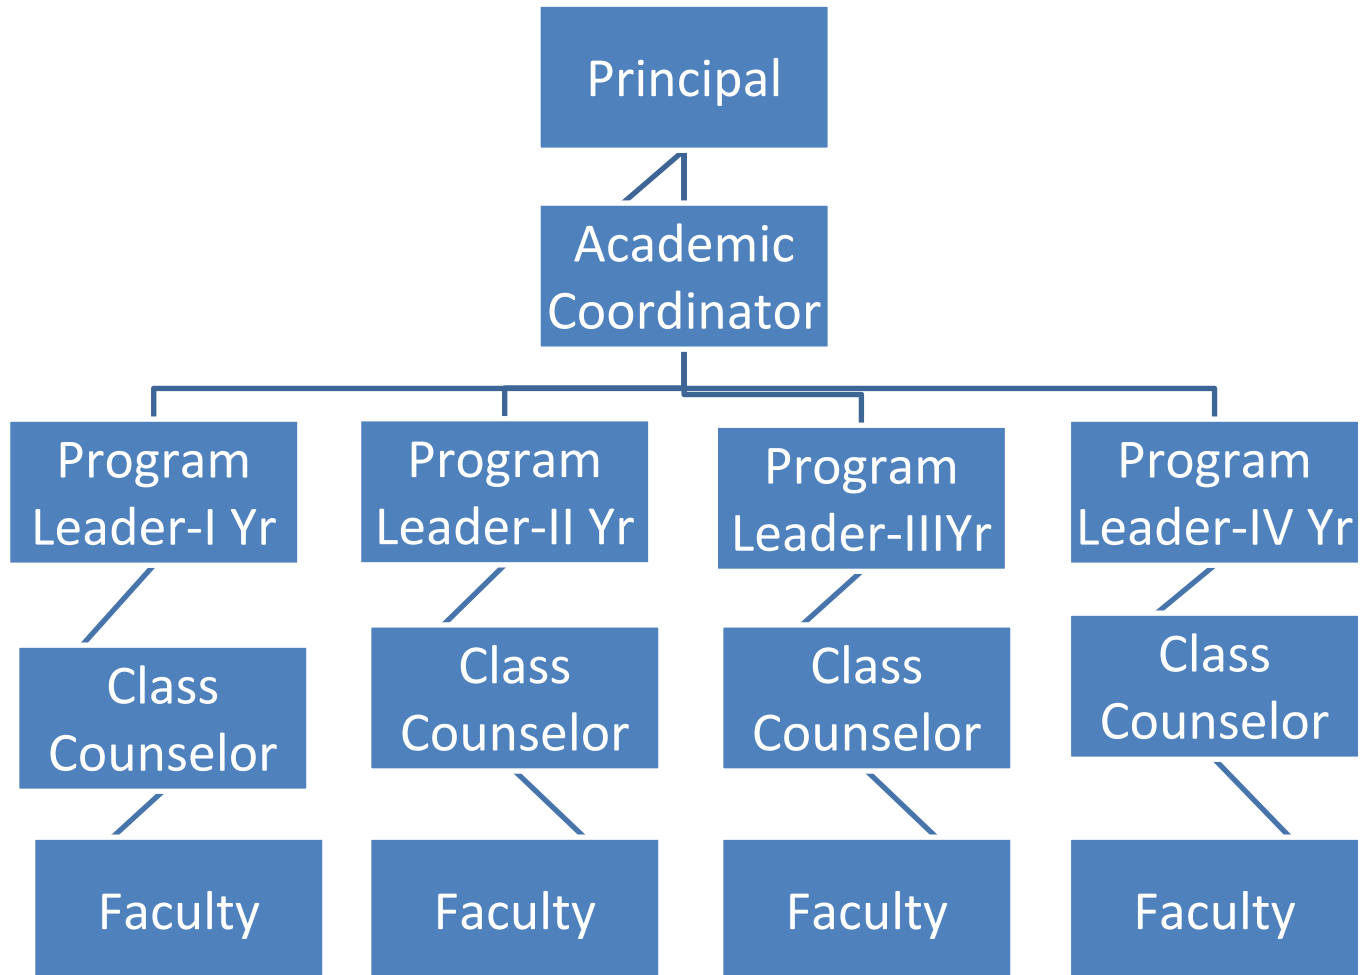 Principal
Academic
Coordinator
Program
Leader-I Yr
Program
Leader-II Yr
Program
Leader-IIIYr
Program
Leader-IV Yr
Class
Counselor
Class
Counselor
Class
Counselor
Class
Counselor
Faculty
Faculty
Faculty
Faculty